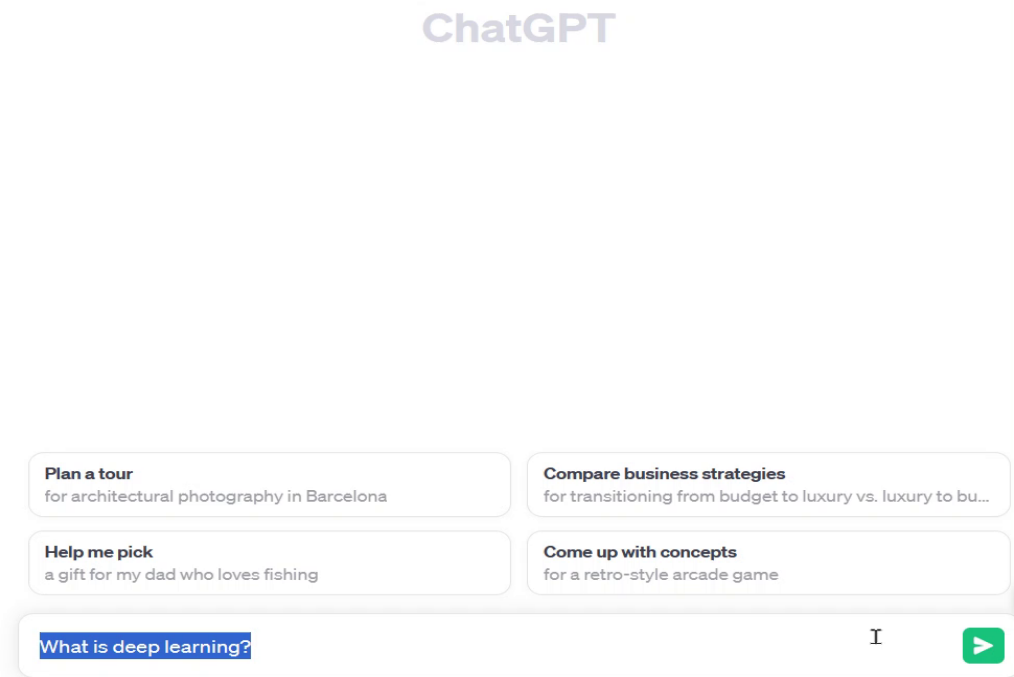 ChatGPT
Plan a tour
for architectural photography in Barcelona
Compare business strategies
for transitioning from budget to luxury vs. luxury to bu...
Help me pick
a gift for my dad who loves fishing
Come up with concepts
for a retro-style arcade game
What is deep learning?